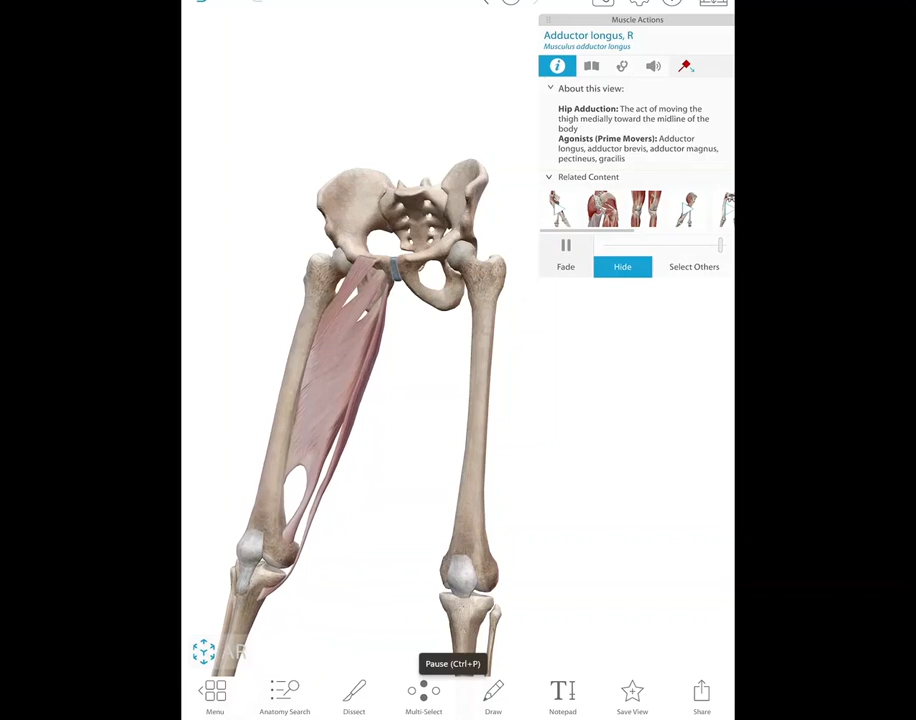 Muscle Actions
Adductor longus, R
Musculus adductor longus
About this view:
Hip Adduction: The act of moving the
thigh medially toward the midline of the
body
Agonists (Prime Movers): Adductor
longus, adductor brevis, adductor magnus,
pectineus, gracilis
Related Content
Fade
Hide
Select Others
AR
Pause (Ctrl+P)
Menu
Anatomy Search
Dissect
Multi-Select
Draw
Notepad
Save View
Share